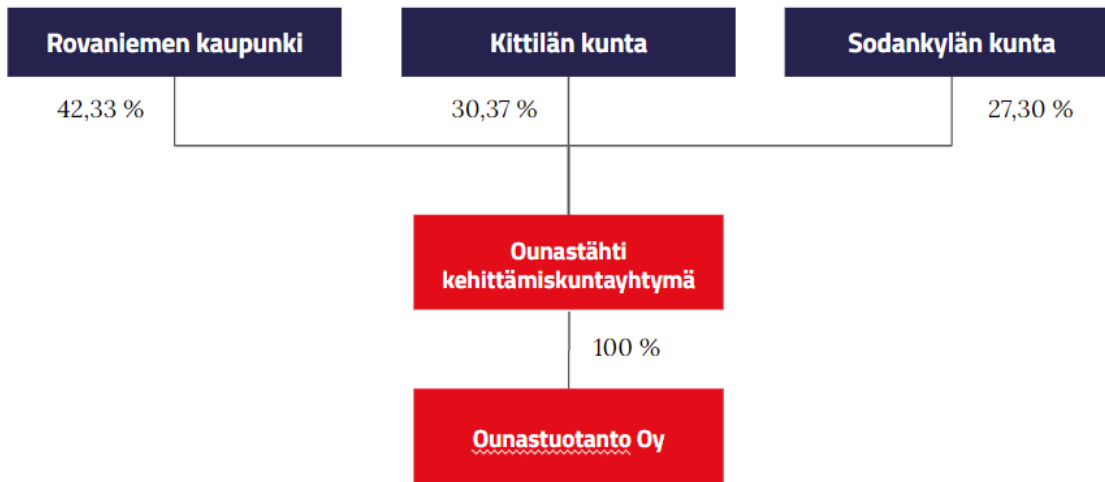 Rovaniemen kaupunki
Kittilän kunta
Sodankylän kunta
42,33 %
30,37 %
27,30 %
Ounastähti
kehittämiskuntayhtymä
100 %
Ounastuotanto Oy